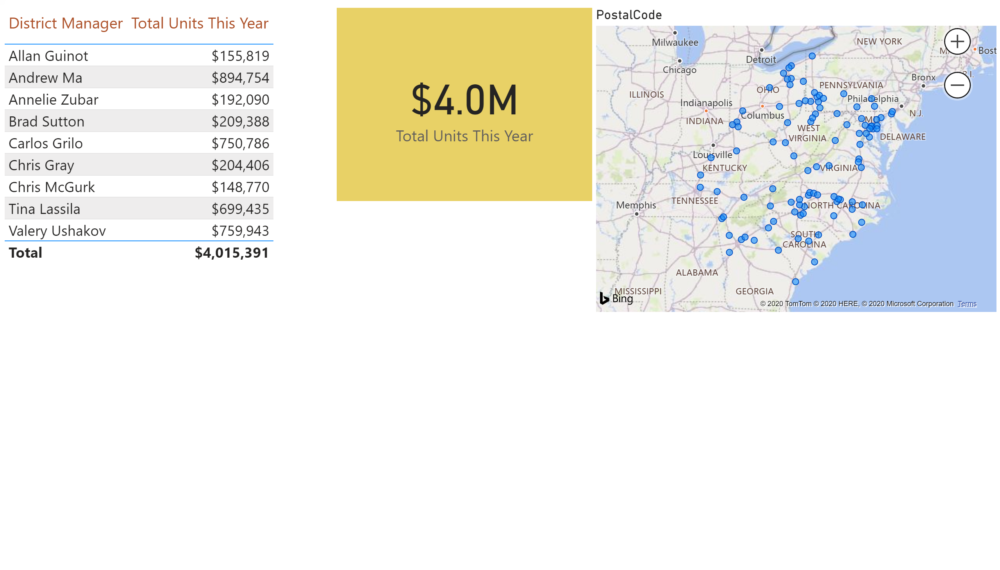 District Manager Total Units This Year
Allan Guinot $155,819
Andrew Ma $894,754
Annelie Zubar $192,090
Brad Sutton $209,388
Carlos Grilo $750,786
Chris Gray $204,406
Chris McGurk $148,770
Tina Lassila $699,435
Valery Ushakov $759,943
Total $4,015,391
$4.0M
Total Units This Year
PostalCode
Milwaukee
NEW YORK
Bost
Detroit
Chicago
Bronx
PENNSYLVANIA
OHIO
ILLINOIS
Philadelphia
Indianapolis
N.J.
Columbus
INDIANA
WEST
VIRGINIA
DELAWARE
Louisville
KENTUCKY
VIRGINIA
TENNESSEE
Memphis
NORTH CAROLINA
SOUTH
CAROLINA
ALABAMA
MISSISSIPPI
GEORGIA
Bing
© 2020 TomTom © 2020 HERE, © 2020 Microsoft Corporation Terms